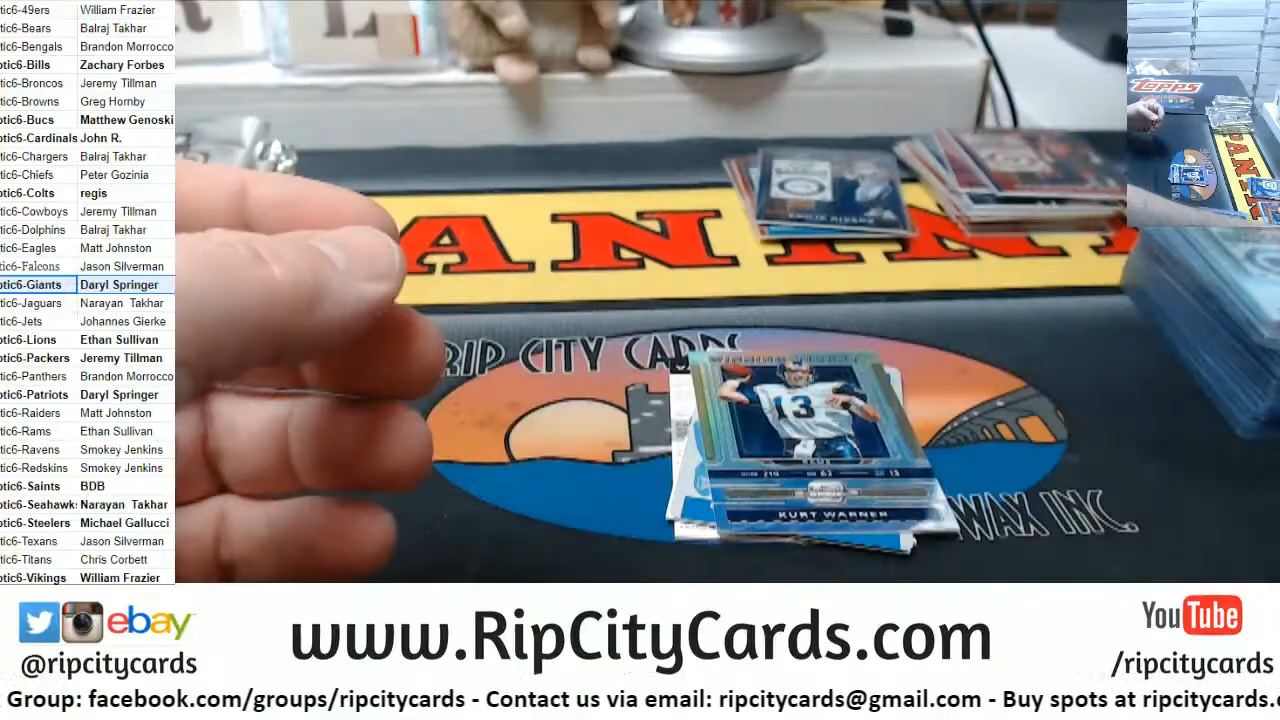 tic6-49ers William Frazier
tic6-Bears Balraj Takhar
tic6-Bengals Brandon Morrocco
otic6-Bills Zachary Forbes
tic6-Broncos Jeremy Tillman
tic6-Browns Greg Hornby
otic6-Bucs Matthew Genoski
otic6-Cardinals John R.
tic6-Chargers Balraj Takhar
tic6-Chiefs Peter Gozinia
otic6-Colts regis
tic6-Cowboys Jeremy Tillman
tic6-Dolphins Balraj Takhar
tic6-Eagles Matt Johnston
tic6-Falcons Jason Silverman
otic6-Giants Daryl Springer
tic6-Jaguars Narayan Takhar
tic6-Jets Johannes Gierke
otic6-Lions Ethan Sullivan
otic6-Packers Jeremy Tillman
tic6-Panthers Brandon Morrocco
otic6-Patriots Daryl Springer
tic6-Raiders Matt Johnston
tic6-Rams Ethan Sullivan
tic6-Ravens Smokey Jenkins
tic6-Redskins Smokey Jenkins
otic6-Saints BDB
otic6-Seahawk Narayan Takhar
otic6-Steelers Michael Gallucci
tic6-Texans Jason Silverman
tic6-Titans Chris Corbett
otic6-Vikings William Frazier
topps
PANINI
ANINI
RIP CITY CARDS
WAX INC
13
KURT WARNER
ebay
@ripcitycards
www.RipCityCards.com
YouTube
/ripcitycards
Group: facebook.com/groups/ripcitycards - Contact us via email: ripcitycards@gmail.com - Buy spots at ripcitycards.